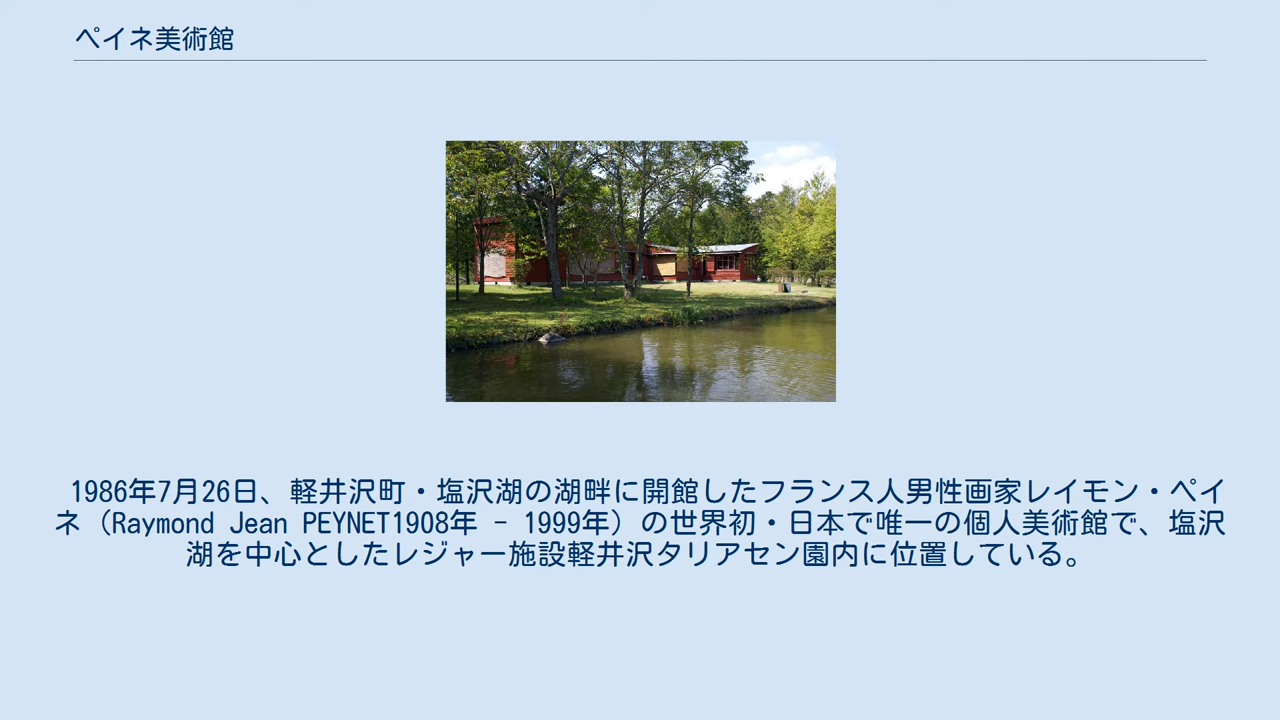 ペイネ美術館
1986年7月26日、軽井沢町・塩沢湖の湖畔に開館したフランス人男性画家レイモン・ペイ
ネ（Raymond Jean PEYNET1908年 - 1999年）の世界初・日本で唯一の個人美術館で、塩沢
湖を中心としたレジャー施設軽井沢タリアセン園内に位置している。